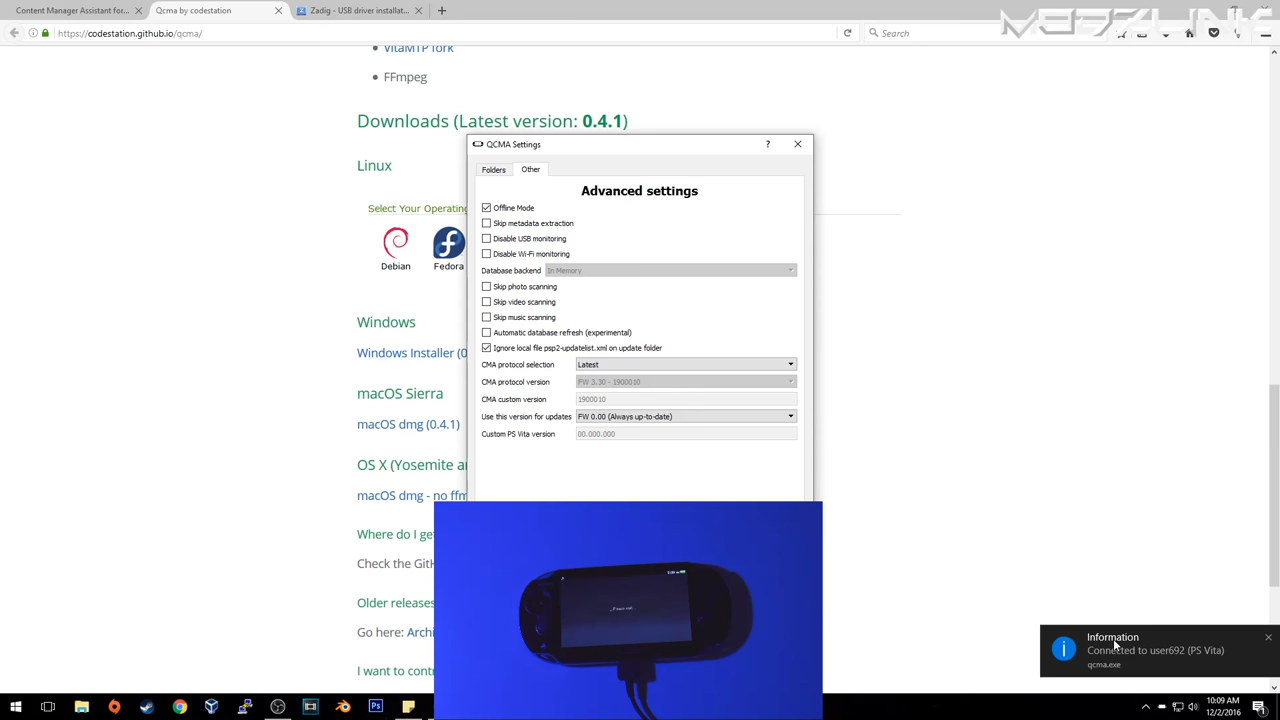 Content Manager Assistant for...
Qcma by codestation
Zadig - USB driver installat...
M0D7LINK
https://codestation.github.io/qcma/
Search
VitaMTP fork
FFmpeg
Downloads (Latest version: 0.4.1)
QCMA Settings
Linux
Folders
Other
Advanced settings
Select Your Operating
Offline Mode
Skip metadata extraction
Disable USB monitoring
Disable Wi-Fi monitoring
Debian
Fedora
Database backend
In Memory
Skip photo scanning
Skip video scanning
Windows
Skip music scanning
Automatic database refresh (experimental)
Windows Installer (0
Ignore local file psp2-updatelist.xml on update folder
CMA protocol selection
Latest
CMA protocol version
FW 3.30 - 1900010
macOS Sierra
CMA custom version
1900010
Use this version for updates
FW 0.00 (Always up-to-date)
macOS dmg (0.4.1)
Custom PS Vita version
00.000.000
OS X (Yosemite a
macOS dmg - no ffm
Where do I ge
Check the GitH
Older releases
Go here: Archi
I want to contr
Please wait...
Information
Connected to user692 (PS Vita)
qcma.exe
10:09 AM
12/2/2016